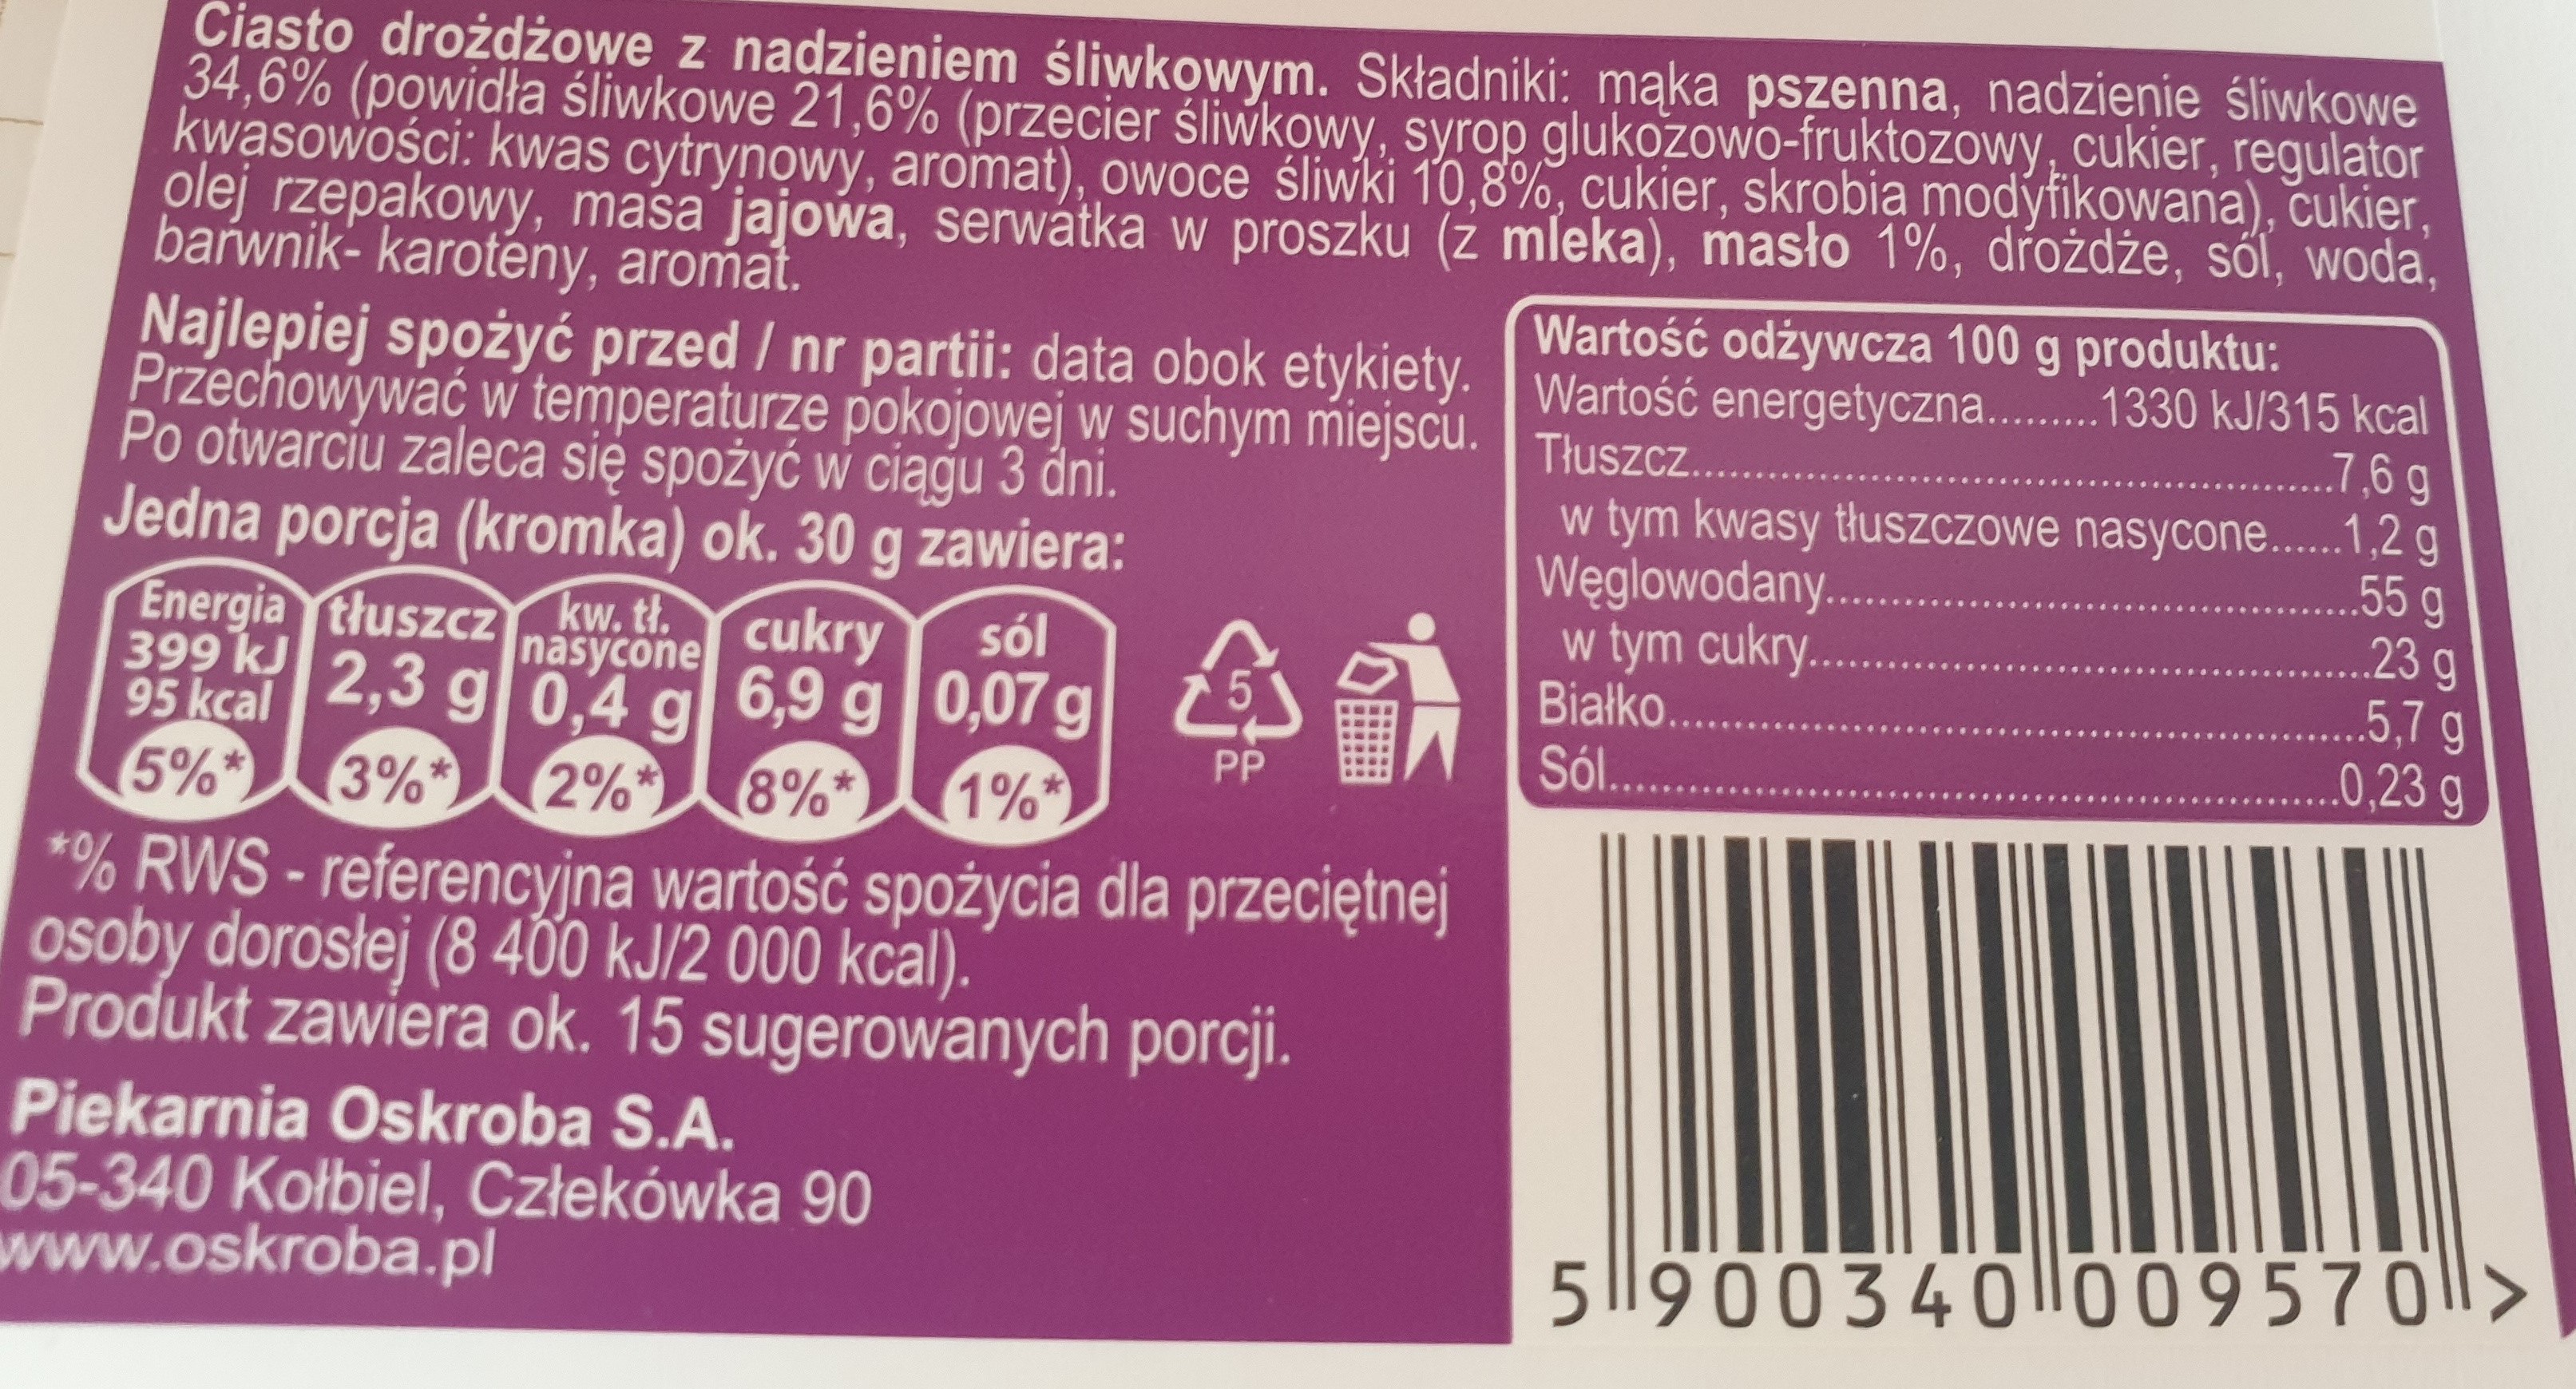 Ciasto drożdżowe z nadzieniem śliwkowym. Składniki: mąka pszenna, nadzienie śliwkowe
34,6% (powidła śliwkowe 21,6% (przecier śliwkowy, syrop glukozowo-fruktozowy, cukier, regulator
kwasowości: kwas cytrynowy, aromat), owoce śliwki 10,8%, cukier, skrobia modyfikowana), cukier,
olej rzepakowy, masa jajowa, serwatka w proszku (z mleka), masło 1%, drożdże, sól, woda,
barwnik- karoteny, aromat.
Najlepiej spożyć przed / nr partii: data obok etykiety.
Przechowywać w temperaturze pokojowej w suchym miejscu.
Po otwarciu zaleca się spożyć w ciągu 3 dni.
Jedna porcja (kromka) ok. 30 g zawiera:
Energia
399 kJ
95 kcal
5%*
tłuszcz
2,3 g
3%*
kw. tł.
nasycone
0,4 g
2%*
cukry
6,9 g
8%*
sól
0,07 g
1%*
5
PP
*% RWS - referencyjna wartość spożycia dla przeciętnej
osoby dorosłej (8 400 kJ/2 000 kcal).
Produkt zawiera ok. 15 sugerowanych porcji.
Piekarnia Oskroba S.A.
05-340 Kołbiel, Człekówka 90
www.oskroba.pl
Wartość odżywcza 100 g produktu:
Wartość energetyczna.........1330 kJ/315 kcal
Tłuszcz..........................................7,6 g
w tym kwasy tłuszczowe nasycone......1,2 g
Węglowodany..................................55 g
w tym cukry...................................23 g
Białko............................................5,7 g
Sól...............................................0,23 g
5 900340 009570 >